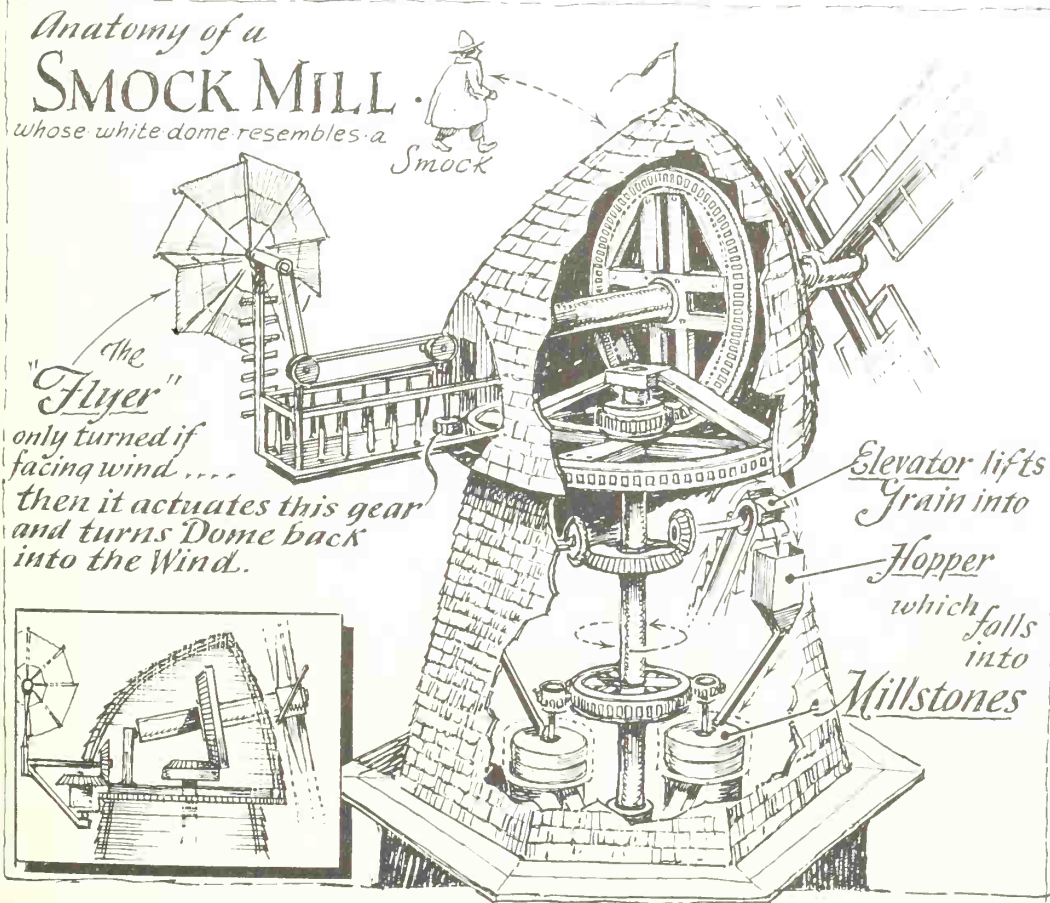 Anatomy of a
SMOCK MILL.
whose white dome resembles a
Smock
The
"Flyer"
only turned if
facing wind ....
then it actuates this gear
and turns Dome back
into the Wind.
Elevator lifts
Grain into
Hopper
which
falls
into
Millstones